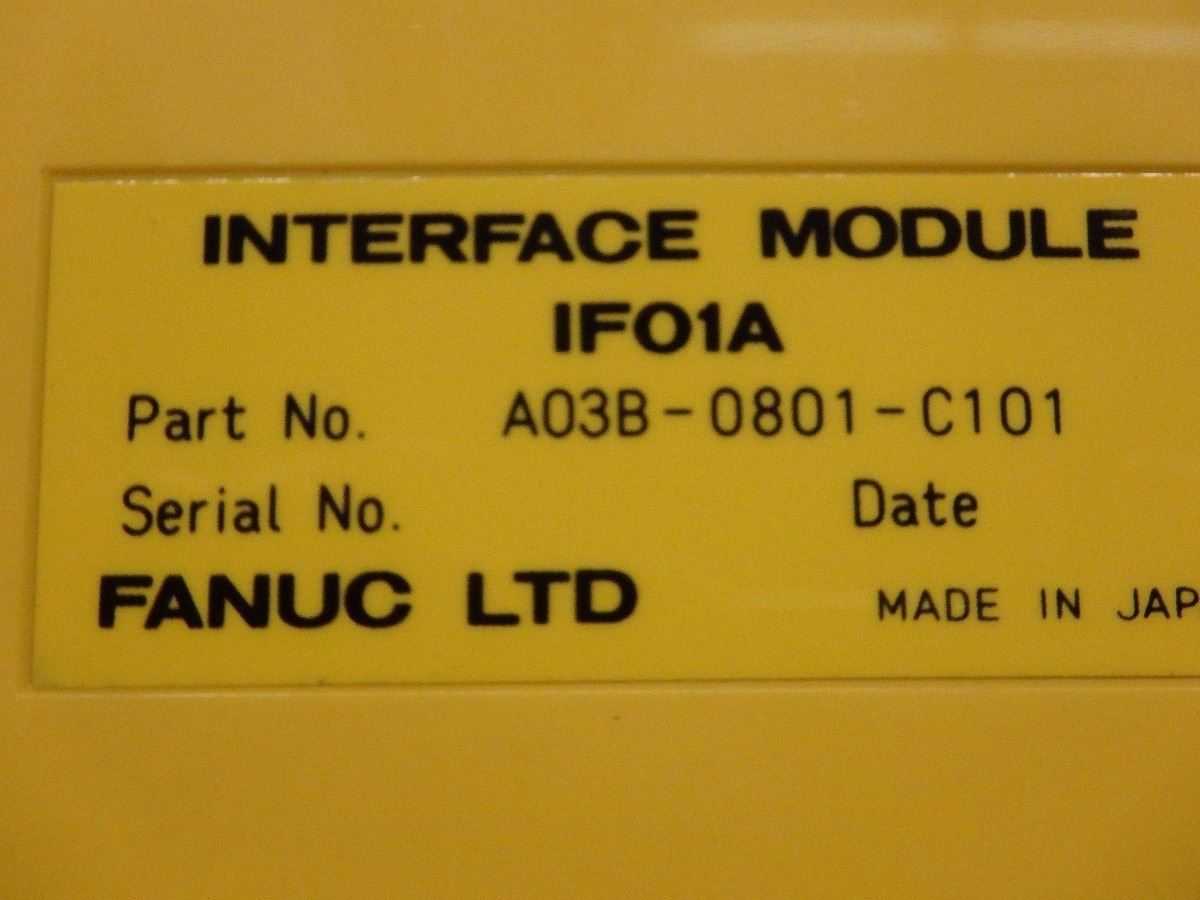 INTERFACE MODULE
IF01A
Part No. A03B-0801-C101
Serial No. Date
FANUC LTD MADE IN JAP